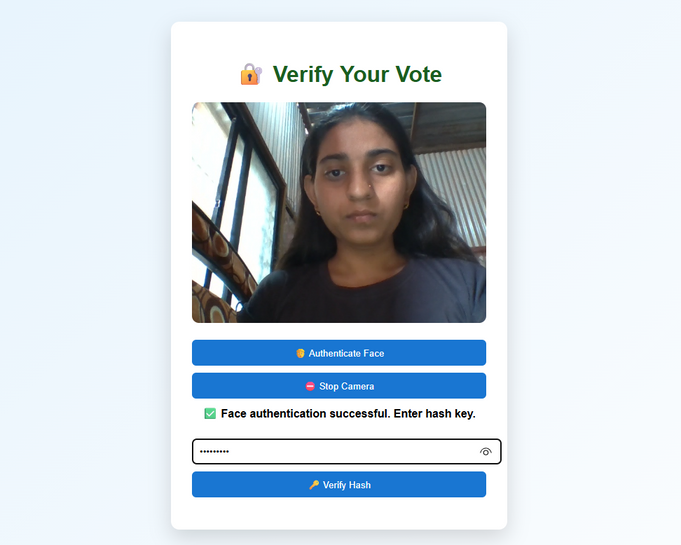 🔐 Verify Your Vote
✊ Authenticate Face
⛔ Stop Camera
✅ Face authentication successful. Enter hash key.
•••••••••
🔑 Verify Hash